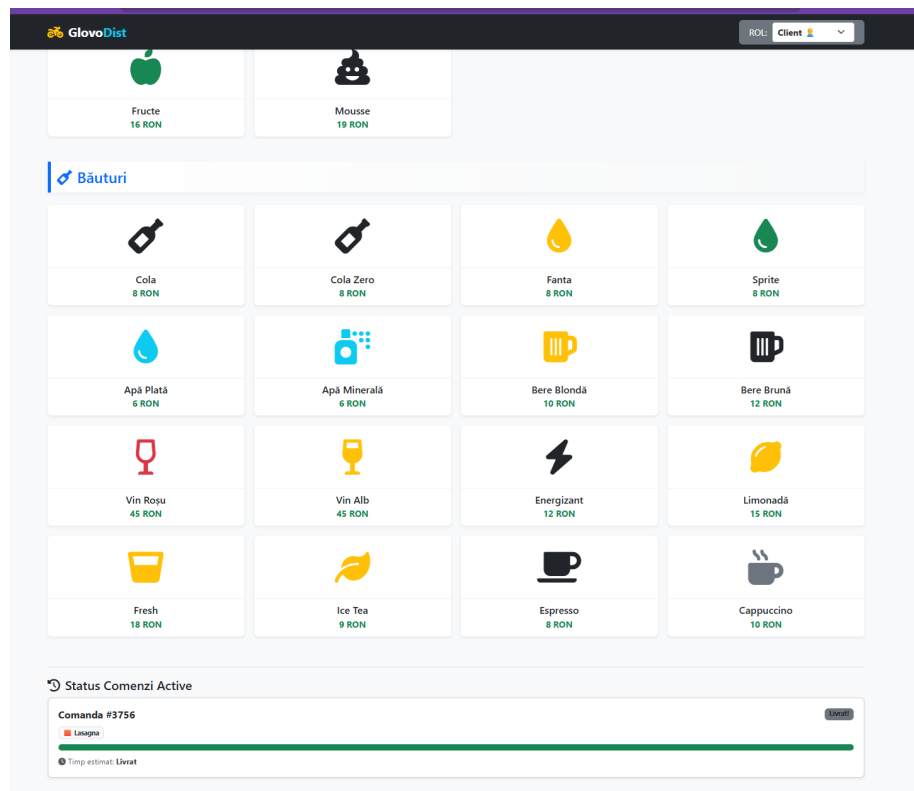 GlovoDist
ROL: Client
Fructe
16 RON
Mousse
19 RON
Băuturi
Cola
8 RON
Cola Zero
8 RON
Fanta
8 RON
Sprite
8 RON
Apă Plată
6 RON
Apă Minerală
6 RON
Bere Blondă
10 RON
Bere Brună
12 RON
Vin Roșu
45 RON
Vin Alb
45 RON
Energizant
12 RON
Limonadă
15 RON
Fresh
18 RON
Ice Tea
9 RON
Espresso
8 RON
Cappuccino
10 RON
Status Comenzi Active
Comanda #3756
Livrat!
Lasagna
Timp estimat: Livrat